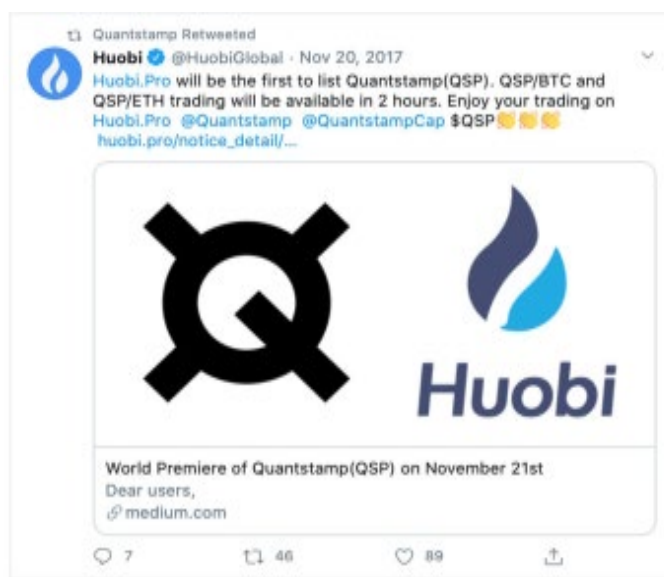 Quantstamp Retweeted
Huobi @HuobiGlobal · Nov 20, 2017
Huobi.Pro will be the first to list Quantstamp(QSP). QSP/BTC and
QSP/ETH trading will be available in 2 hours. Enjoy your trading on
Huobi.Pro @Quantstamp @QuantstampCap $QSP👏👏👏
huobi.pro/notice_detail/...
Huobi
World Premiere of Quantstamp(QSP) on November 21st
Dear users,
medium.com
7 46 89